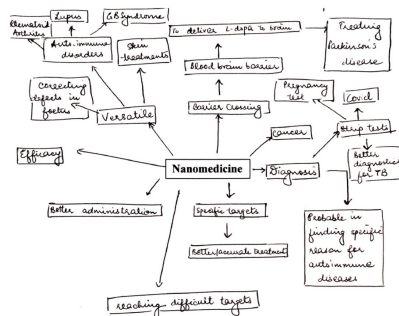 Rheumatoid
Arthritis
Lupus
GB Syndrome
Auto-immune
disorders
Skin
treatments
To deliver L-dopa to brain
Treating
Parkinson's
disease
Blood brain barrier
Correcting
defects in
foetus
Versatile
Barrier Crossing
Pregnancy
test
Covid
Cancer
Strip tests
Efficacy
Nanomedicine
Diagnosis
Better
diagnostics
for TB
Better administration
Specific targets
Better/accurate treatment
Probable in
finding specific
reason for
autoimmune
diseases
reaching difficult targets